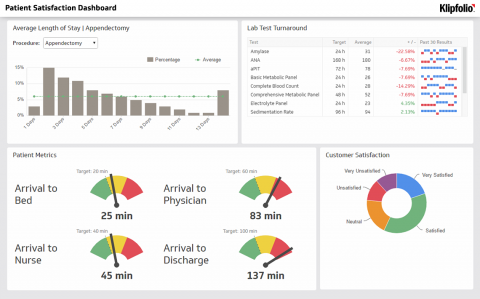 Patient Satisfaction Dashboard
Klipfolio
Average Length of Stay | Appendectomy
Procedure: Appendectomy
Percentage Average
15%
10%
5%
0%
1 Days
3 Days
5 Days
7 Days
9 Days
11 Days
13 Days
Lab Test Turnaround
Test Target Average +/- Past 30 Results
Amylase 24 h 31 -22.58%
ANA 168 h 180 -6.67%
aPTT 72 h 78 -7.69%
Basic Metabolic Panel 24 h 26 -7.69%
Complete Blood Count 24 h 28 -14.29%
Comprehensive Metabolic Panel 48 h 52 -7.69%
Electrolyte Panel 24 h 23 4.35%
Sedimentation Rate 96 h 94 2.13%
Patient Metrics
Arrival to
Bed
Target: 20 min
25 min
Arrival to
Physician
Target: 60 min
83 min
Arrival to
Nurse
Target: 40 min
45 min
Arrival to
Discharge
Target: 100 min
137 min
Customer Satisfaction
Very Unsatisfied
Very Satisfied
Unsatisfied
Neutral
Satisfied